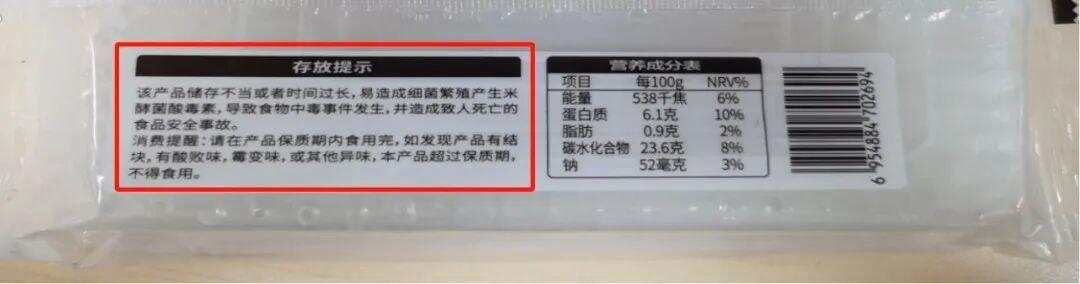 存放提示
该产品储存不当或者时间过长，易造成细菌繁殖产生米
酵菌酸毒素，导致食物中毒事件发生，并造成致人死亡的
食品安全事故。
消费提醒：请在产品保质期内食用完，如发现产品有结
块，有酸败味，霉变味，或其他异味，本产品超过保质期，
不得食用。
营养成分表
项目 每100g NRV%
能量 538千焦 6%
蛋白质 6.1克 10%
脂肪 0.9克 2%
碳水化合物 23.6克 8%
钠 52毫克 3%
6 954884 702694